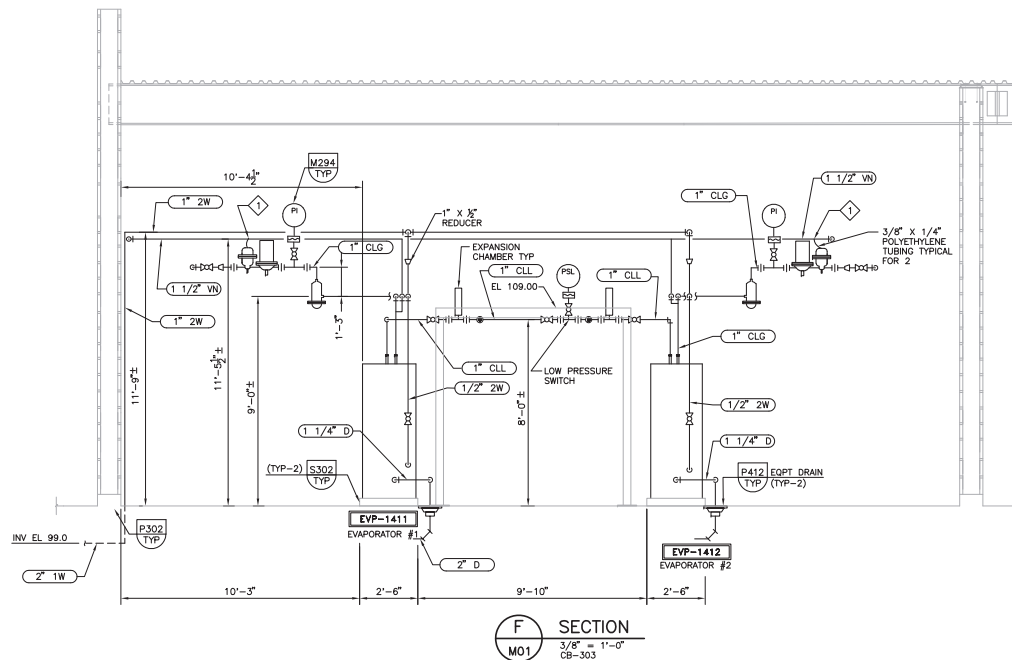 M294
TYP
10'-4½"
1" 2W
1
PI
1" CLG
1 1/2" VN
1" 2W
1'-3"
11'-9"±
11'-5½"±
9'-0"±
1" X ½"
REDUCER
EXPANSION
CHAMBER TYP
1" CLL
EL 109.00
PSL
1" CLL
1" CLL
LOW PRESSURE
SWITCH
1/2" 2W
8'-0"±
1 1/4" D
(TYP-2)
S302
TYP
1" CLG
PI
1 1/2" VN
1
3/8" X 1/4"
POLYETHYLENE
TUBING TYPICAL
FOR 2
1" CLG
1/2" 2W
1 1/4" D
P412
TYP
EQPT DRAIN
(TYP-2)
P302
TYP
INV EL 99.0
2" 1W
EVP-1411
EVAPORATOR #1
2" D
EVP-1412
EVAPORATOR #2
10'-3"
2'-6"
9'-10"
2'-6"
F
M01
SECTION
3/8" = 1'-0"
CB-303